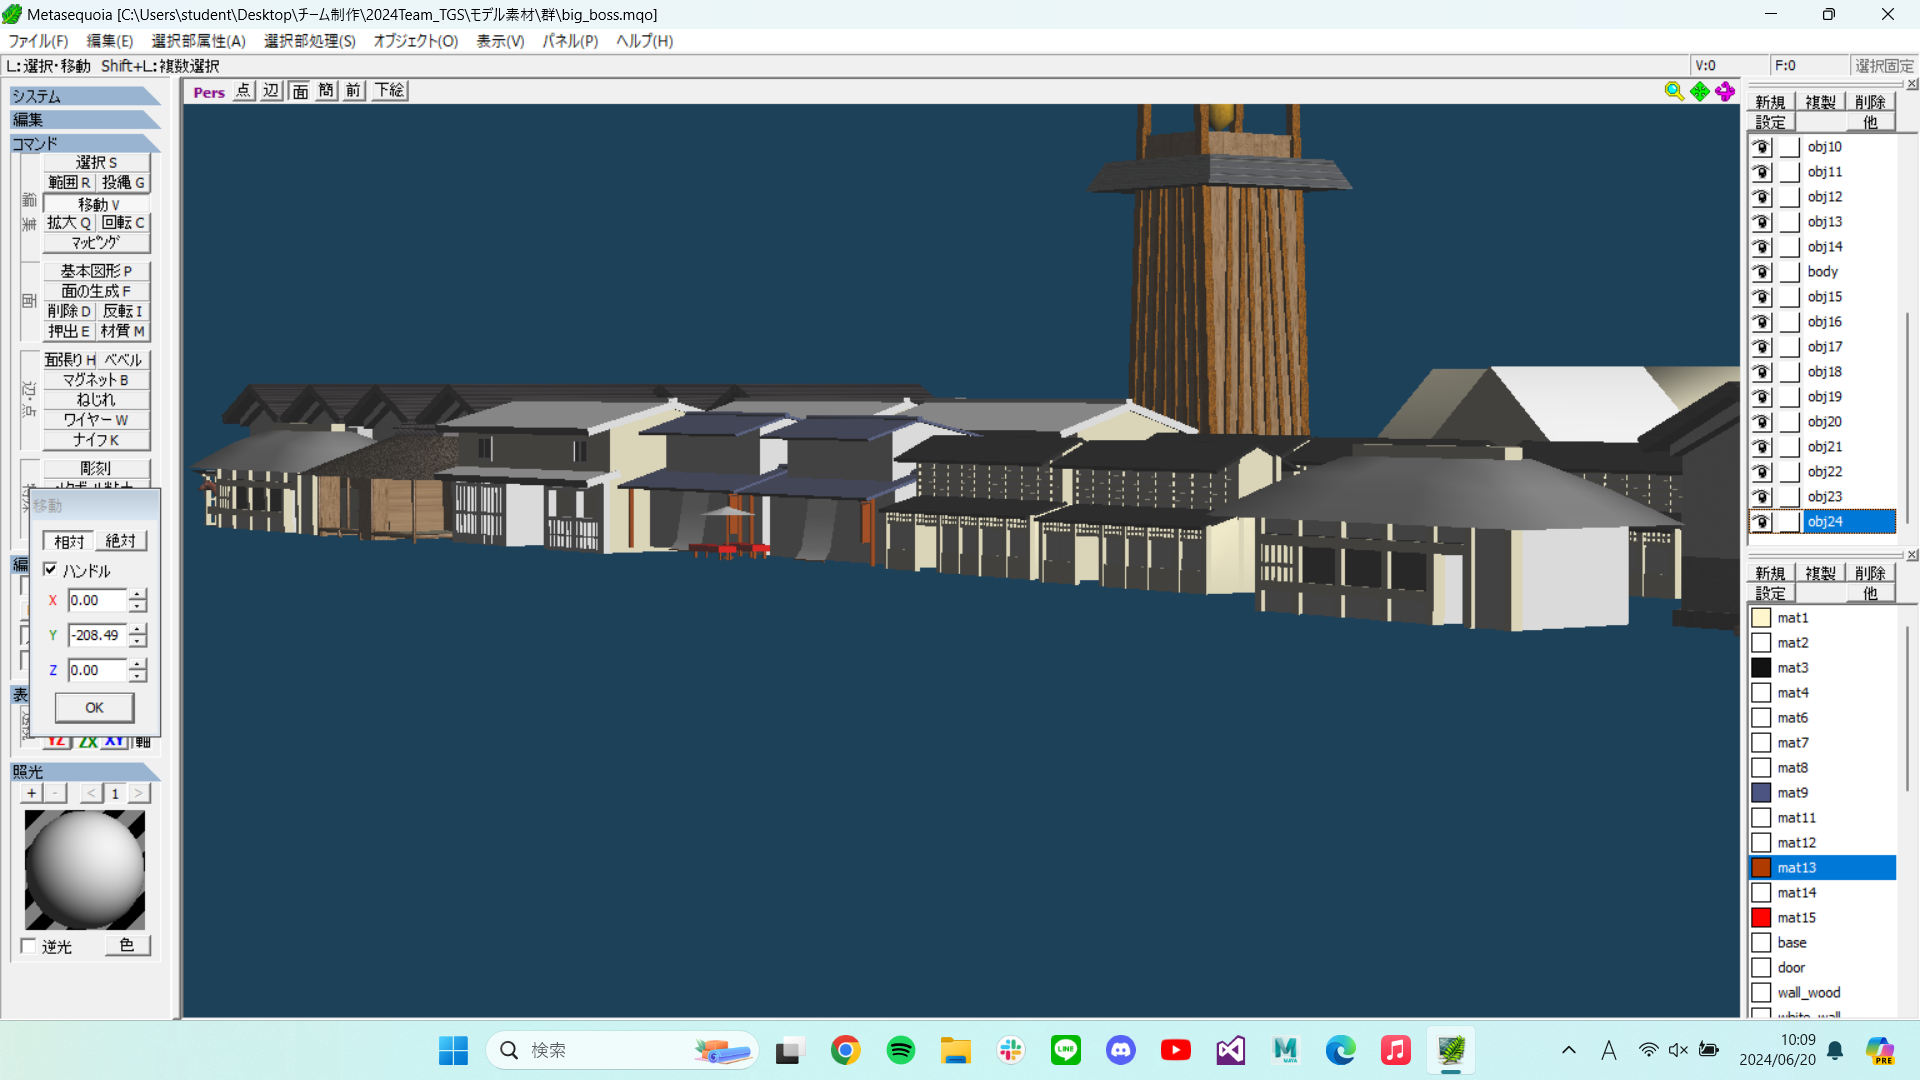 Metasequoia [C:\Users\student\Desktop\チーム制作\2024Team_TGS\モデル素材\群\big_boss.mqo]
ファイル(F) 編集(E) 選択部属性(A) 選択部処理(S) オブジェクト(O) 表示(V) パネル(P) ヘルプ(H)
L:選択・移動 Shift+L:複数選択
V:0
F:0
選択固定
システム
編集
コマンド
編集
選択 S
範囲 R 投縄 G
移動 V
拡大 Q 回転 C
マッピング
面
基本図形 P
面の生成 F
削除 D 反転 I
押出 E 材質 M
辺・点
面張り H ベベル
マグネット B
ねじれ
ワイヤー W
ナイフ K
彫刻
移動
相対 絶対
ハンドル
X 0.00
Y -208.49
Z 0.00
OK
編
表
YZ ZX XY 軸
照光
+ - < 1 >
逆光 色
Pers 点 辺 面 簡 前 下絵
新規 複製 削除
設定 他
obj10
obj11
obj12
obj13
obj14
body
obj15
obj16
obj17
obj18
obj19
obj20
obj21
obj22
obj23
obj24
新規 複製 削除
設定 他
mat1
mat2
mat3
mat4
mat6
mat7
mat8
mat9
mat11
mat12
mat13
mat14
mat15
base
door
wall_wood
white_wall
検索
LINE
MAYA
A
10:09
2024/06/20
PRE